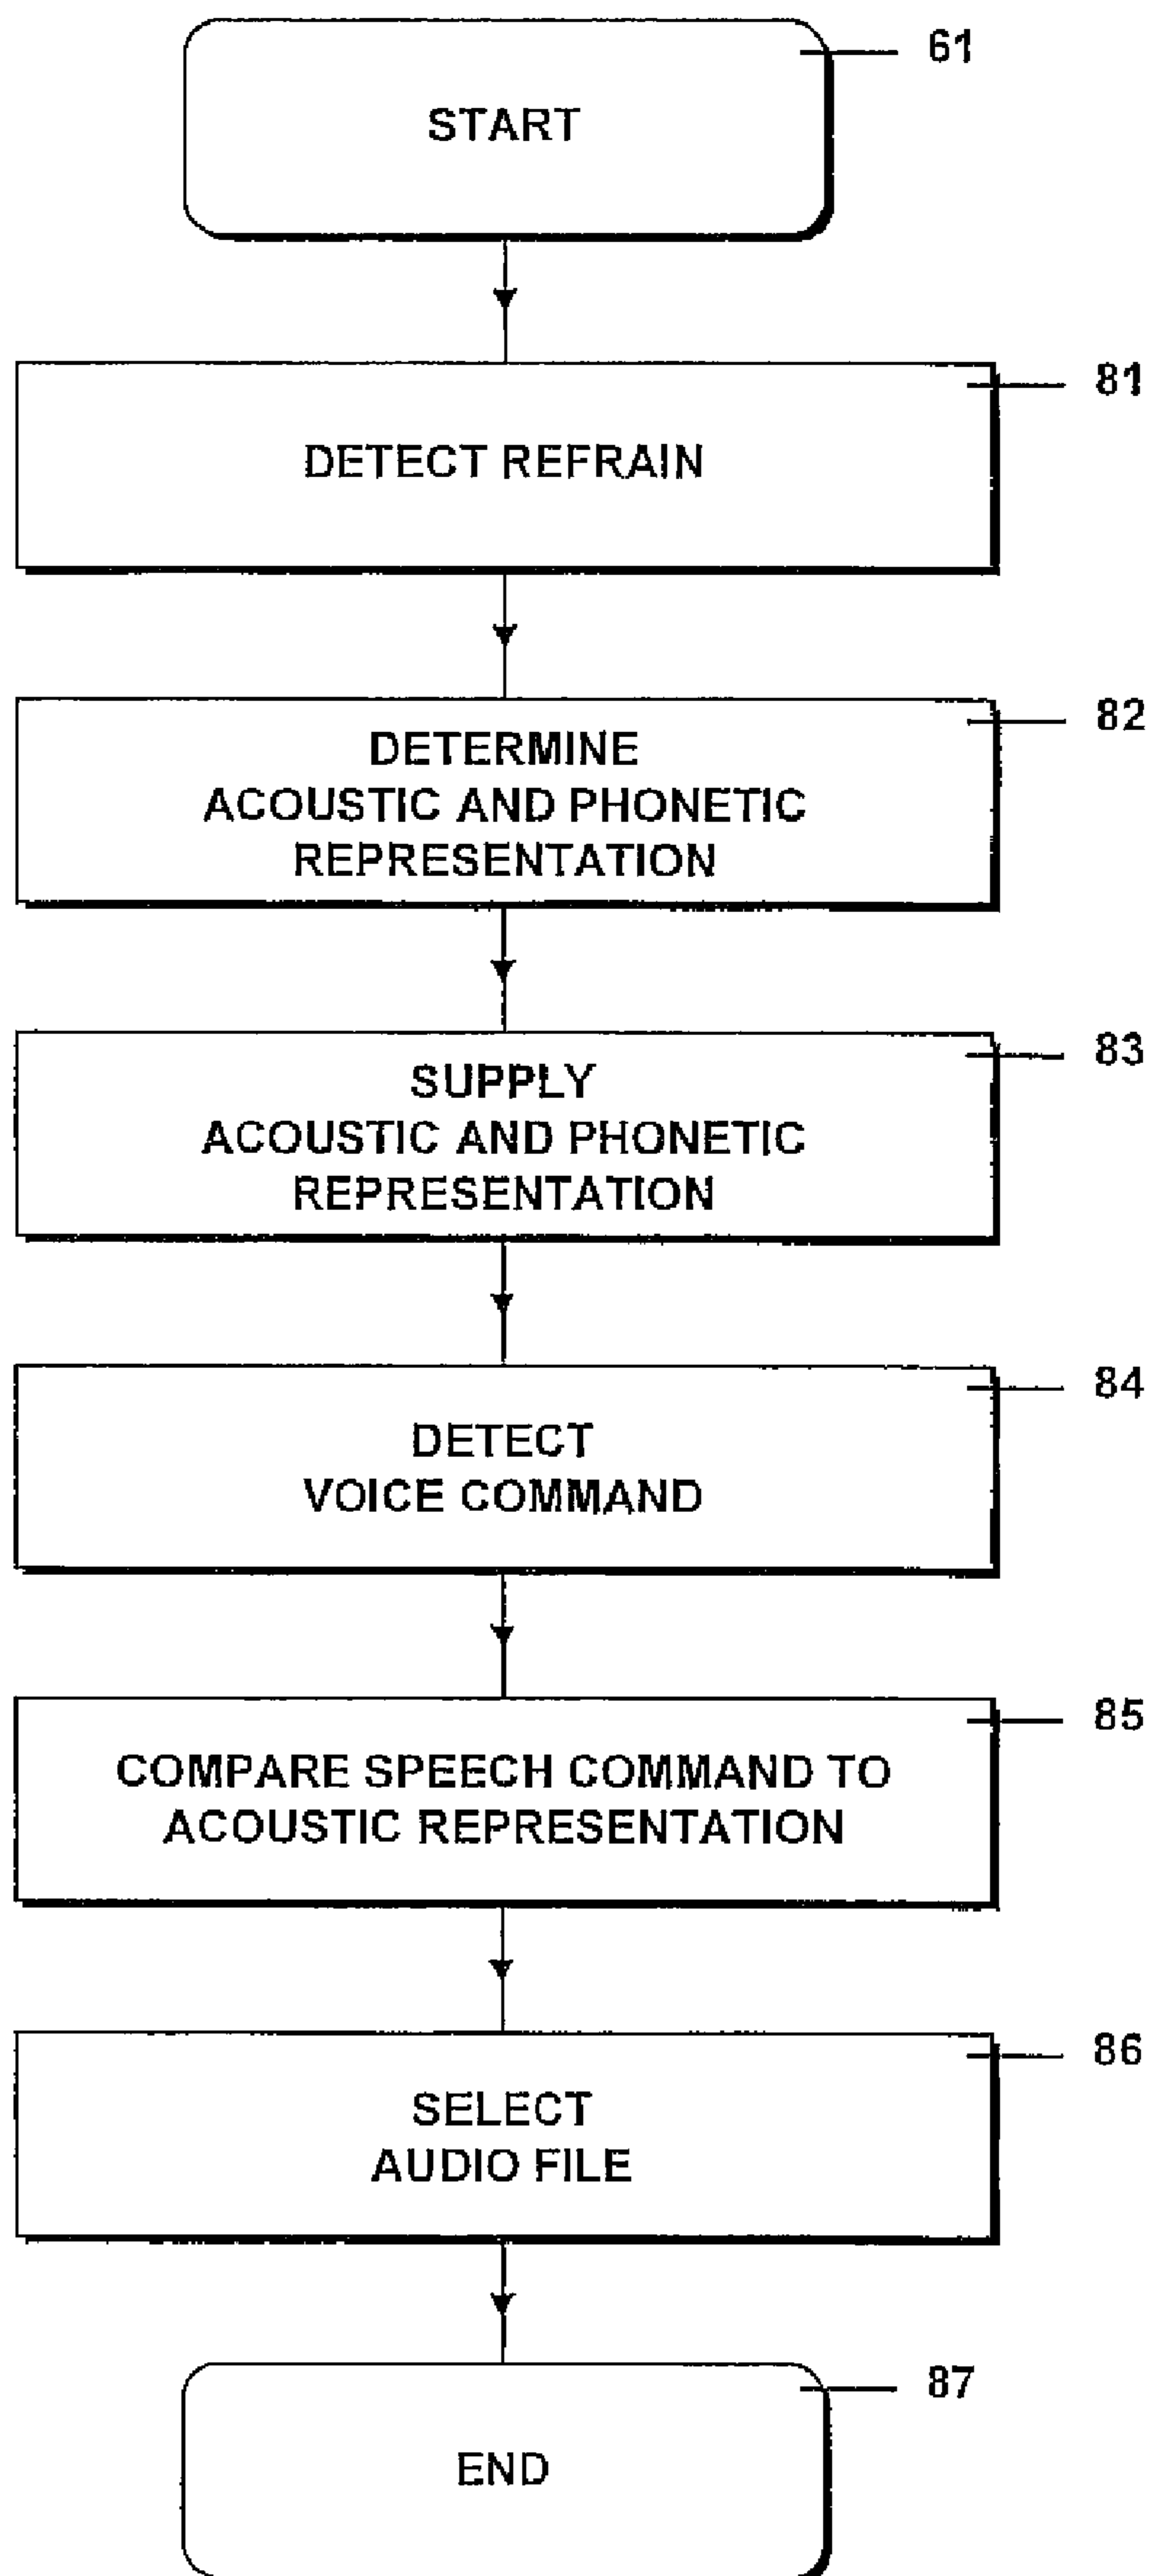 61
START
81
DETECT REFRAIN
82
DETERMINE
ACOUSTIC AND PHONETIC
REPRESENTATION
83
SUPPLY
ACOUSTIC AND PHONETIC
REPRESENTATION
84
DETECT
VOICE COMMAND
85
COMPARE SPEECH COMMAND TO
ACOUSTIC REPRESENTATION
86
SELECT
AUDIO FILE
87
END